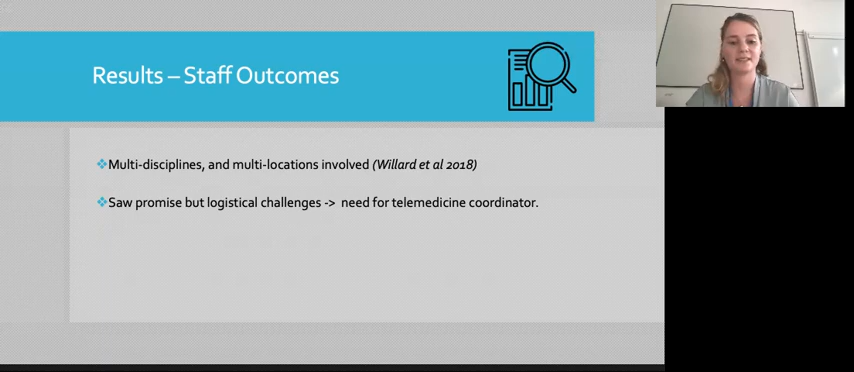 Results – Staff Outcomes
Multi-disciplines, and multi-locations involved (Willard et al 2018)
Saw promise but logistical challenges -> need for telemedicine coordinator.